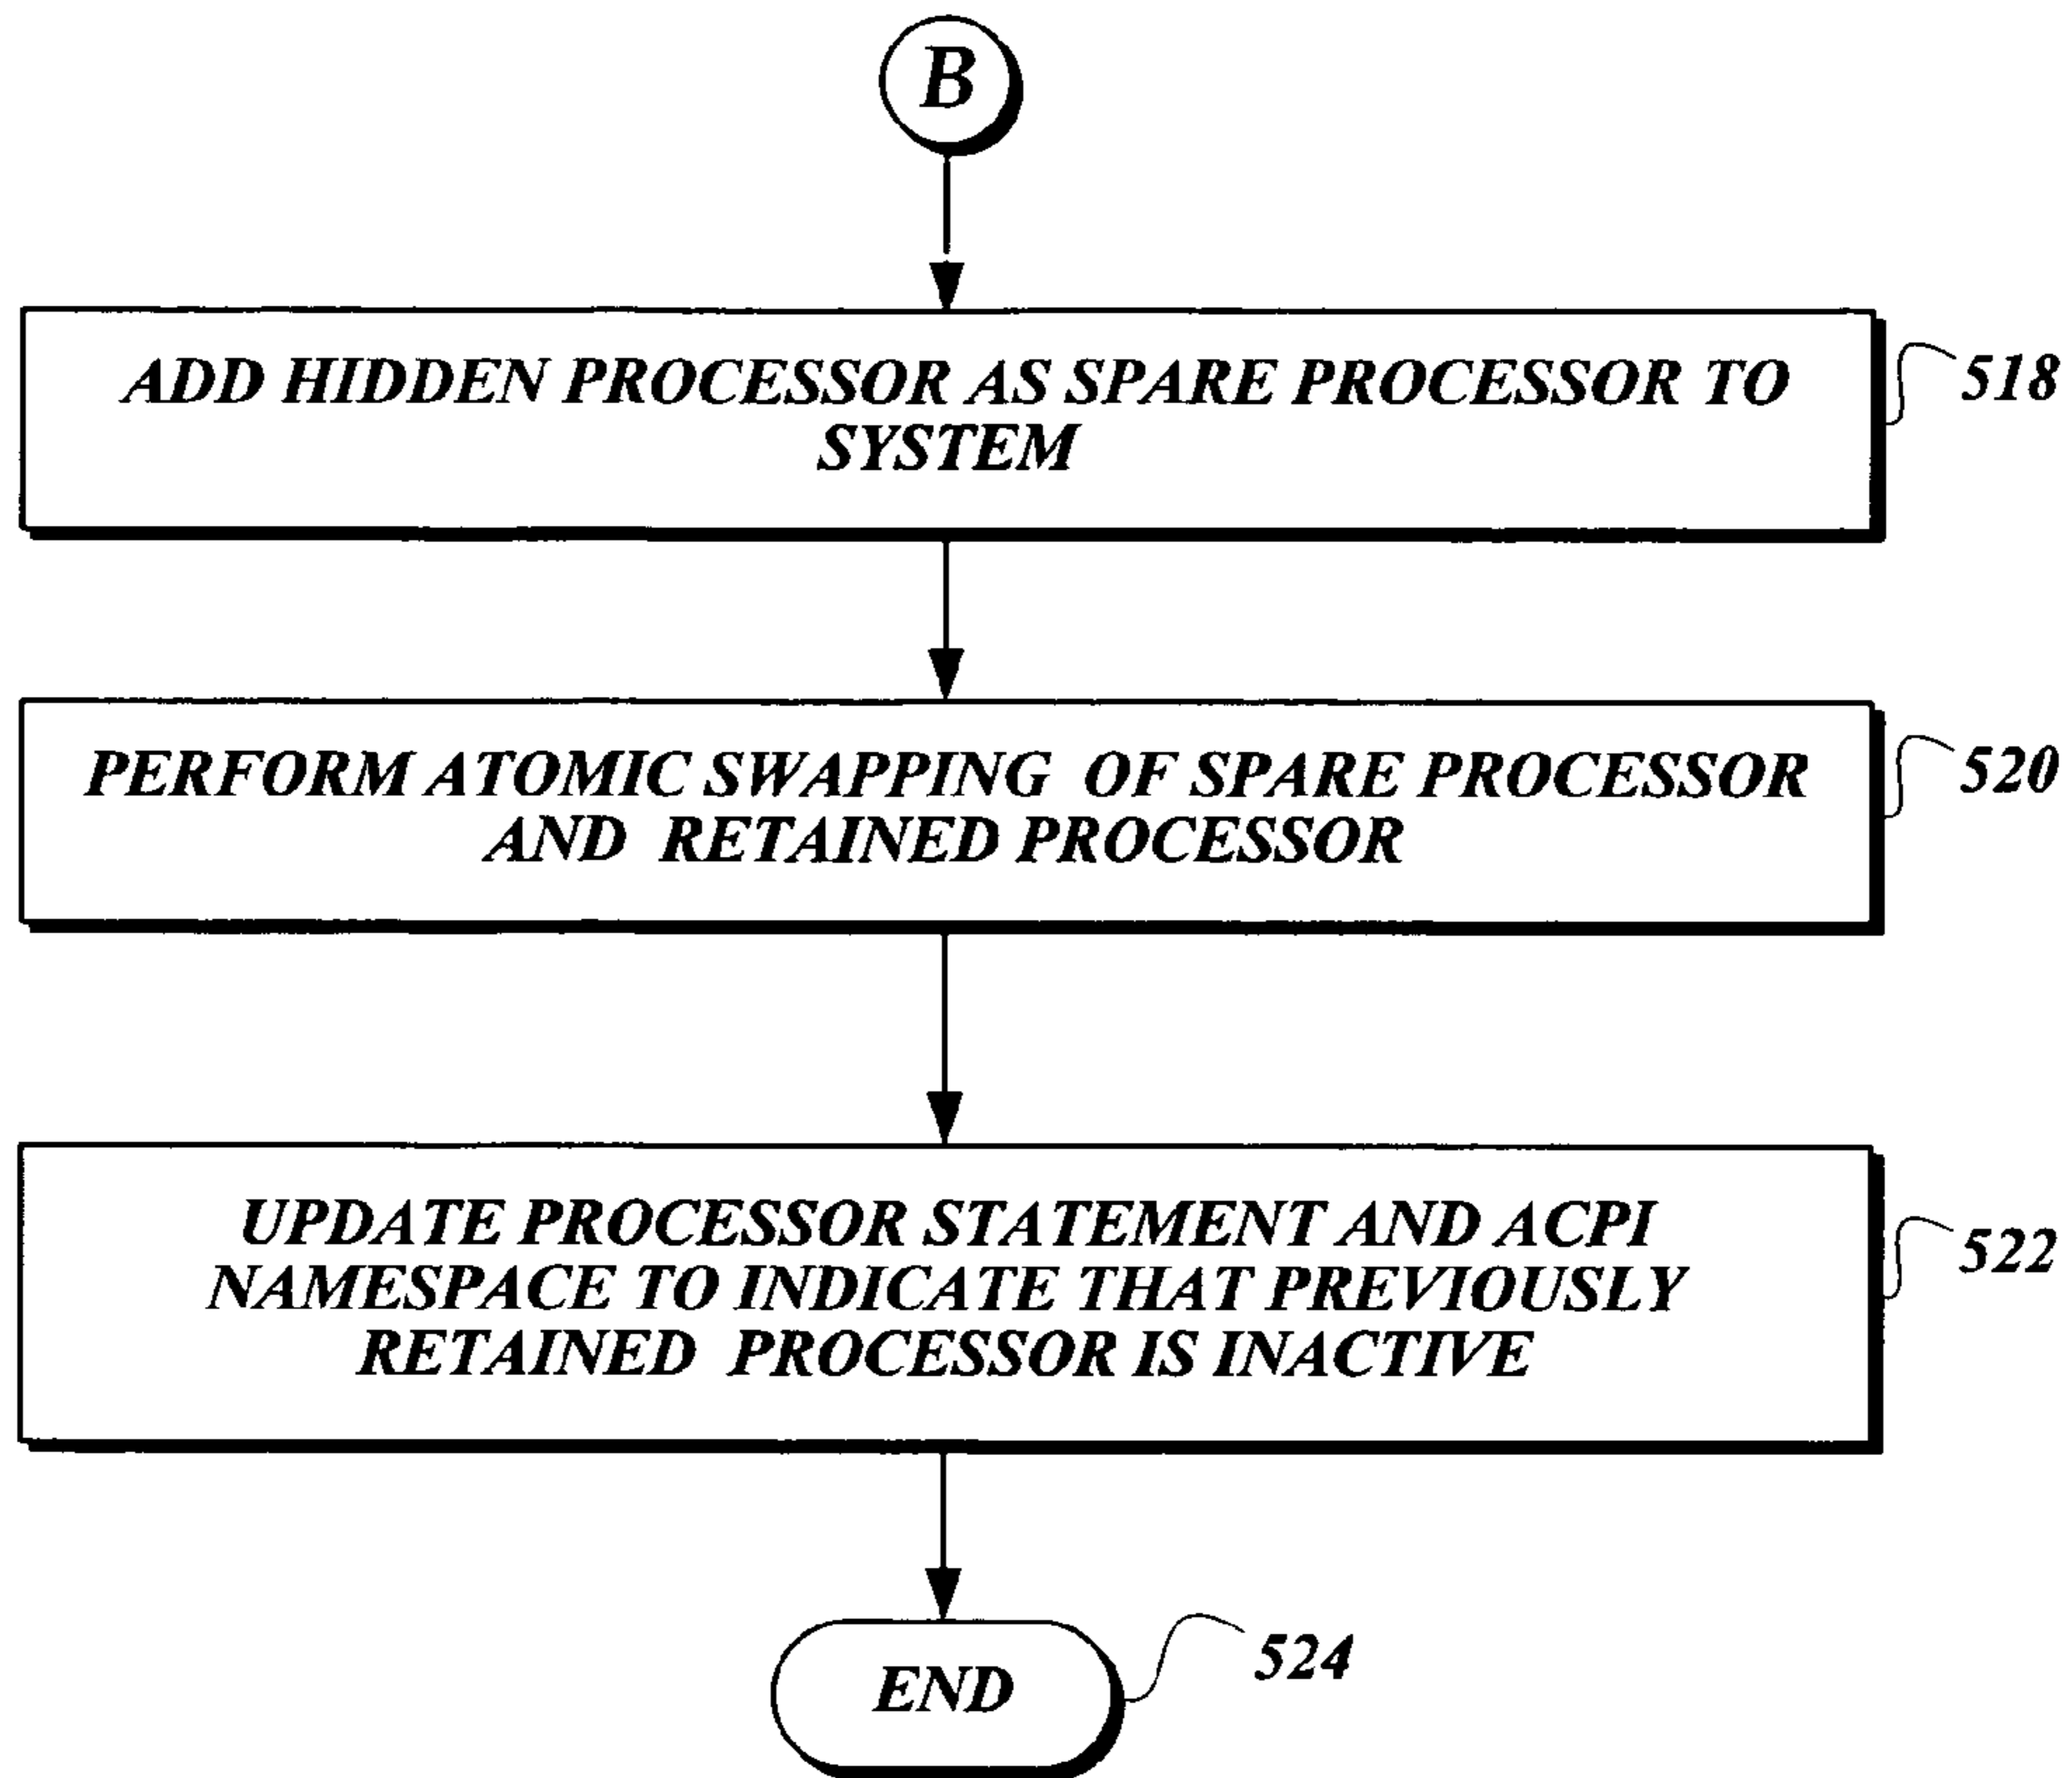 B
ADD HIDDEN PROCESSOR AS SPARE PROCESSOR TO
SYSTEM
518
PERFORM ATOMIC SWAPPING OF SPARE PROCESSOR
AND RETAINED PROCESSOR
520
UPDATE PROCESSOR STATEMENT AND ACPI
NAMESPACE TO INDICATE THAT PREVIOUSLY
RETAINED PROCESSOR IS INACTIVE
522
END
524